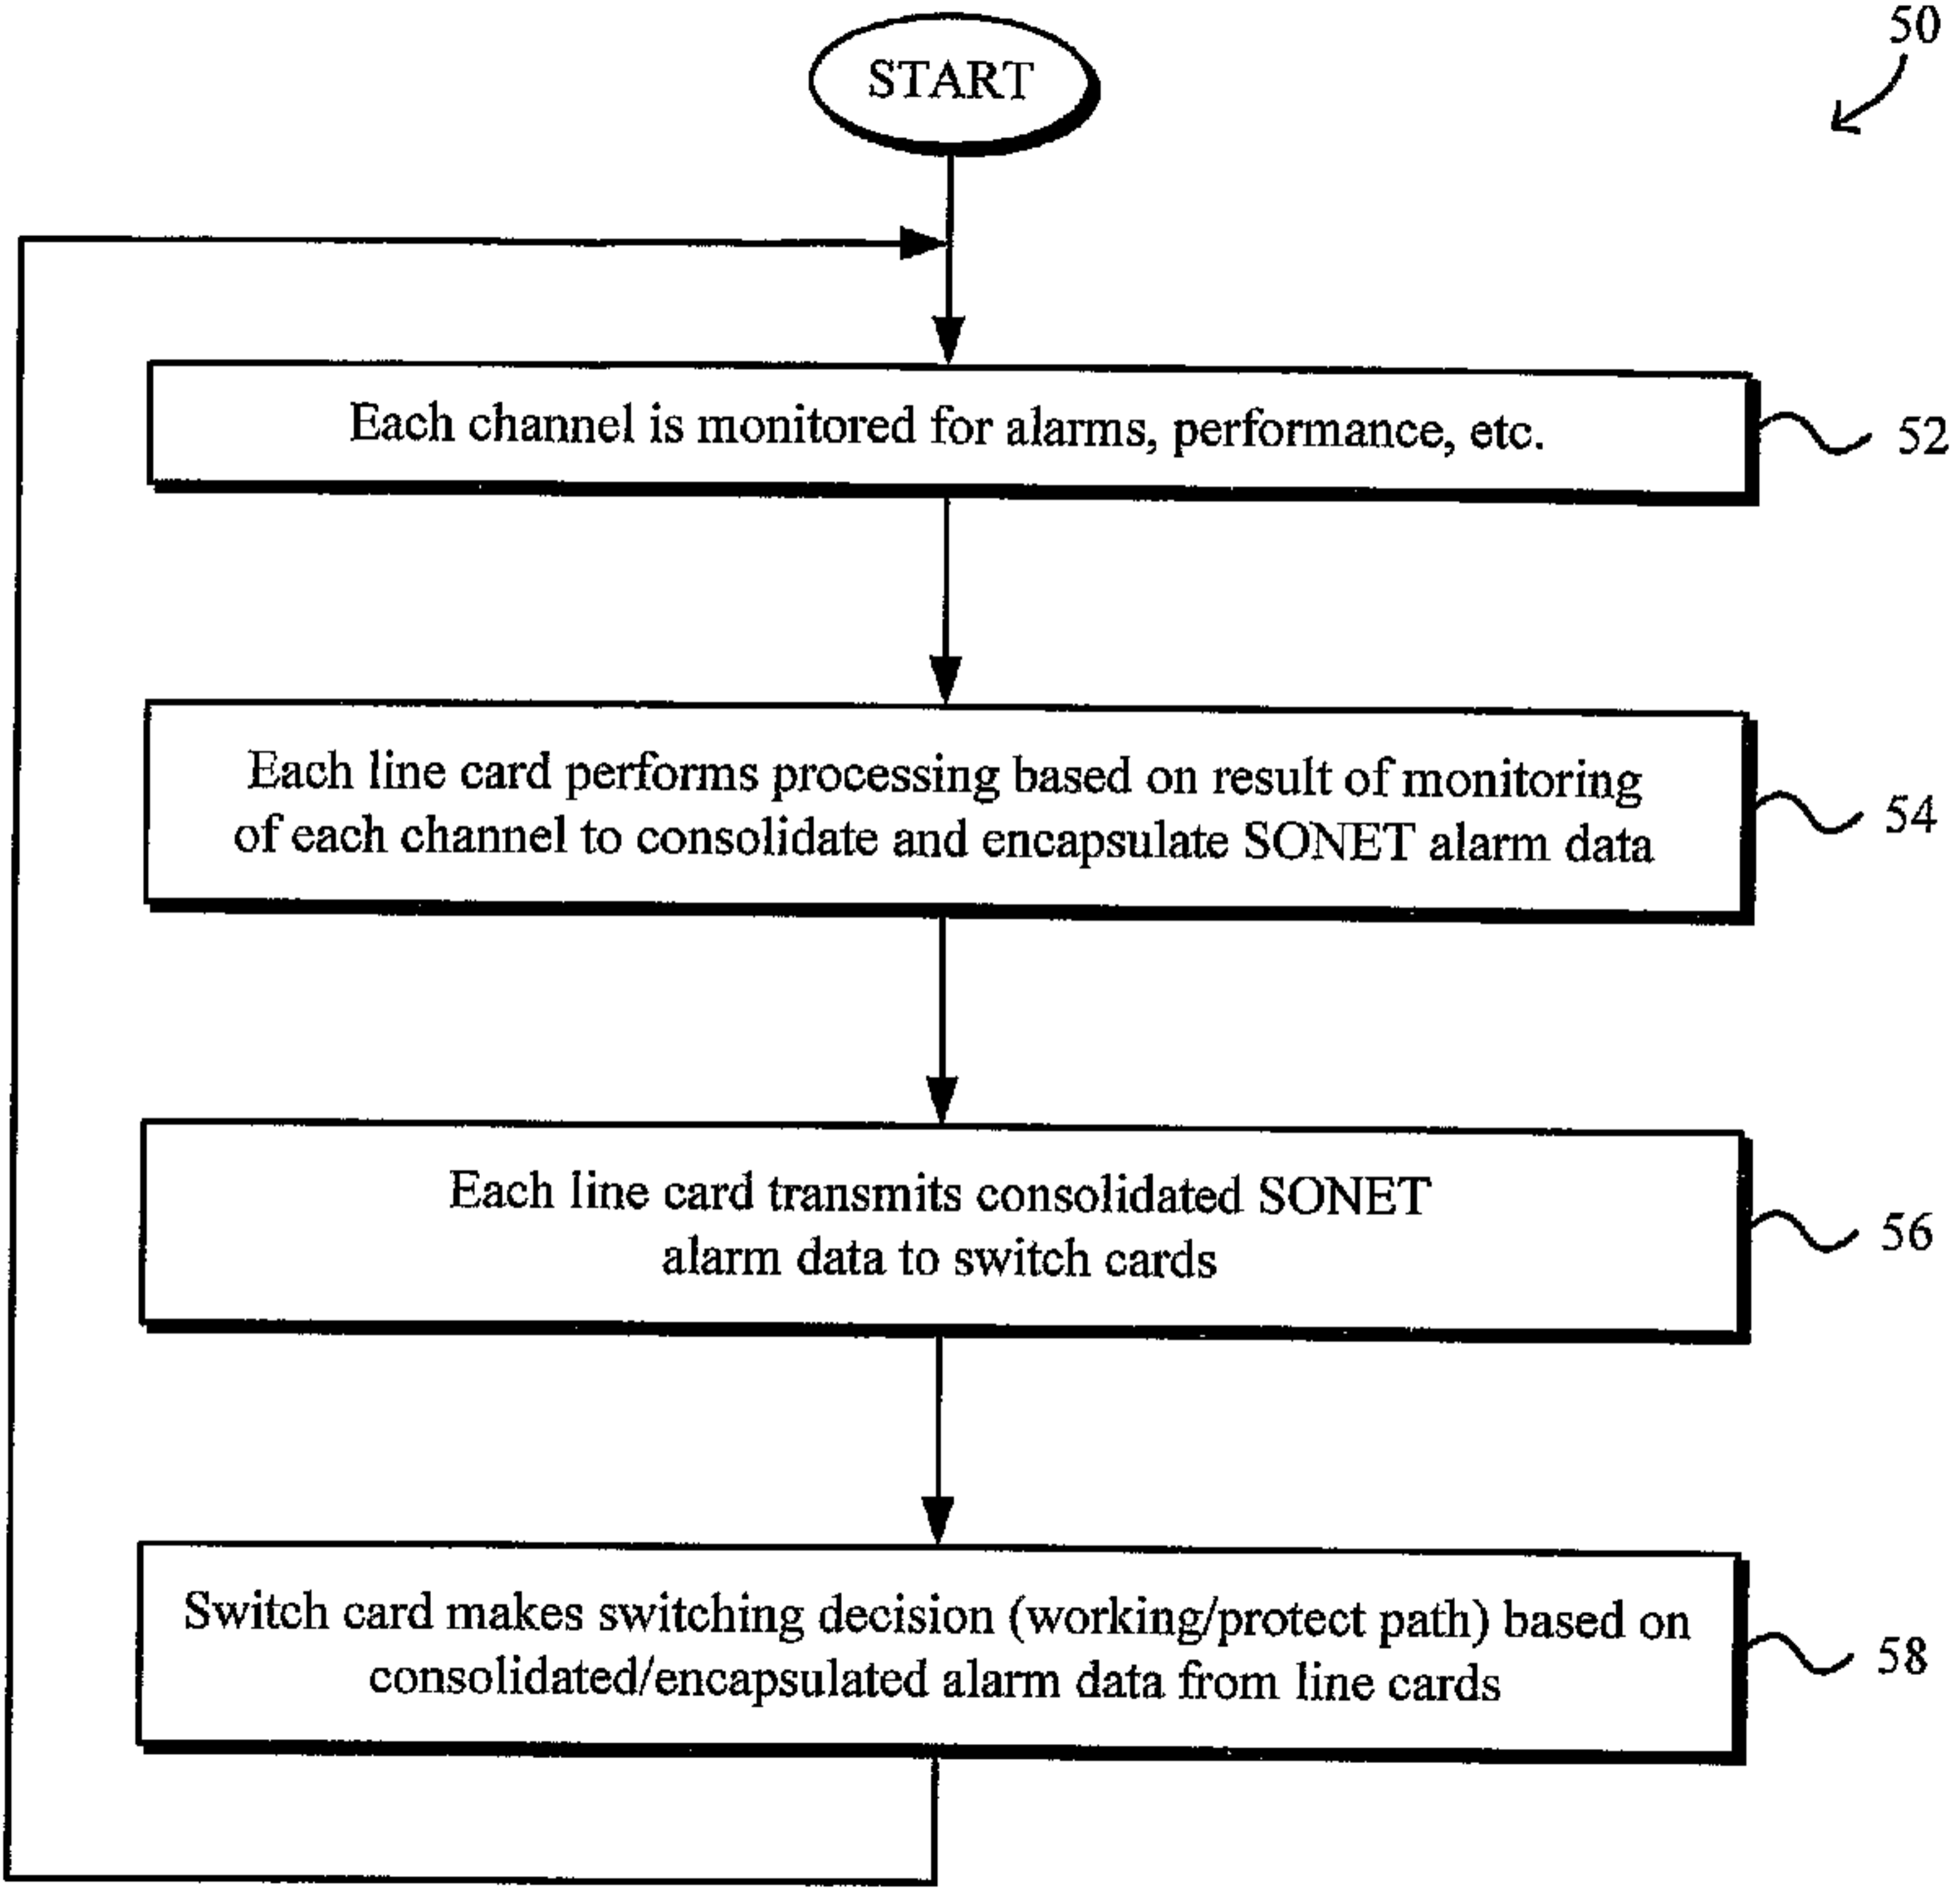 50
START
Each channel is monitored for alarms, performance, etc.
52
Each line card performs processing based on result of monitoring
of each channel to consolidate and encapsulate SONET alarm data
54
Each line card transmits consolidated SONET
alarm data to switch cards
56
Switch card makes switching decision (working/protect path) based on
consolidated/encapsulated alarm data from line cards
58